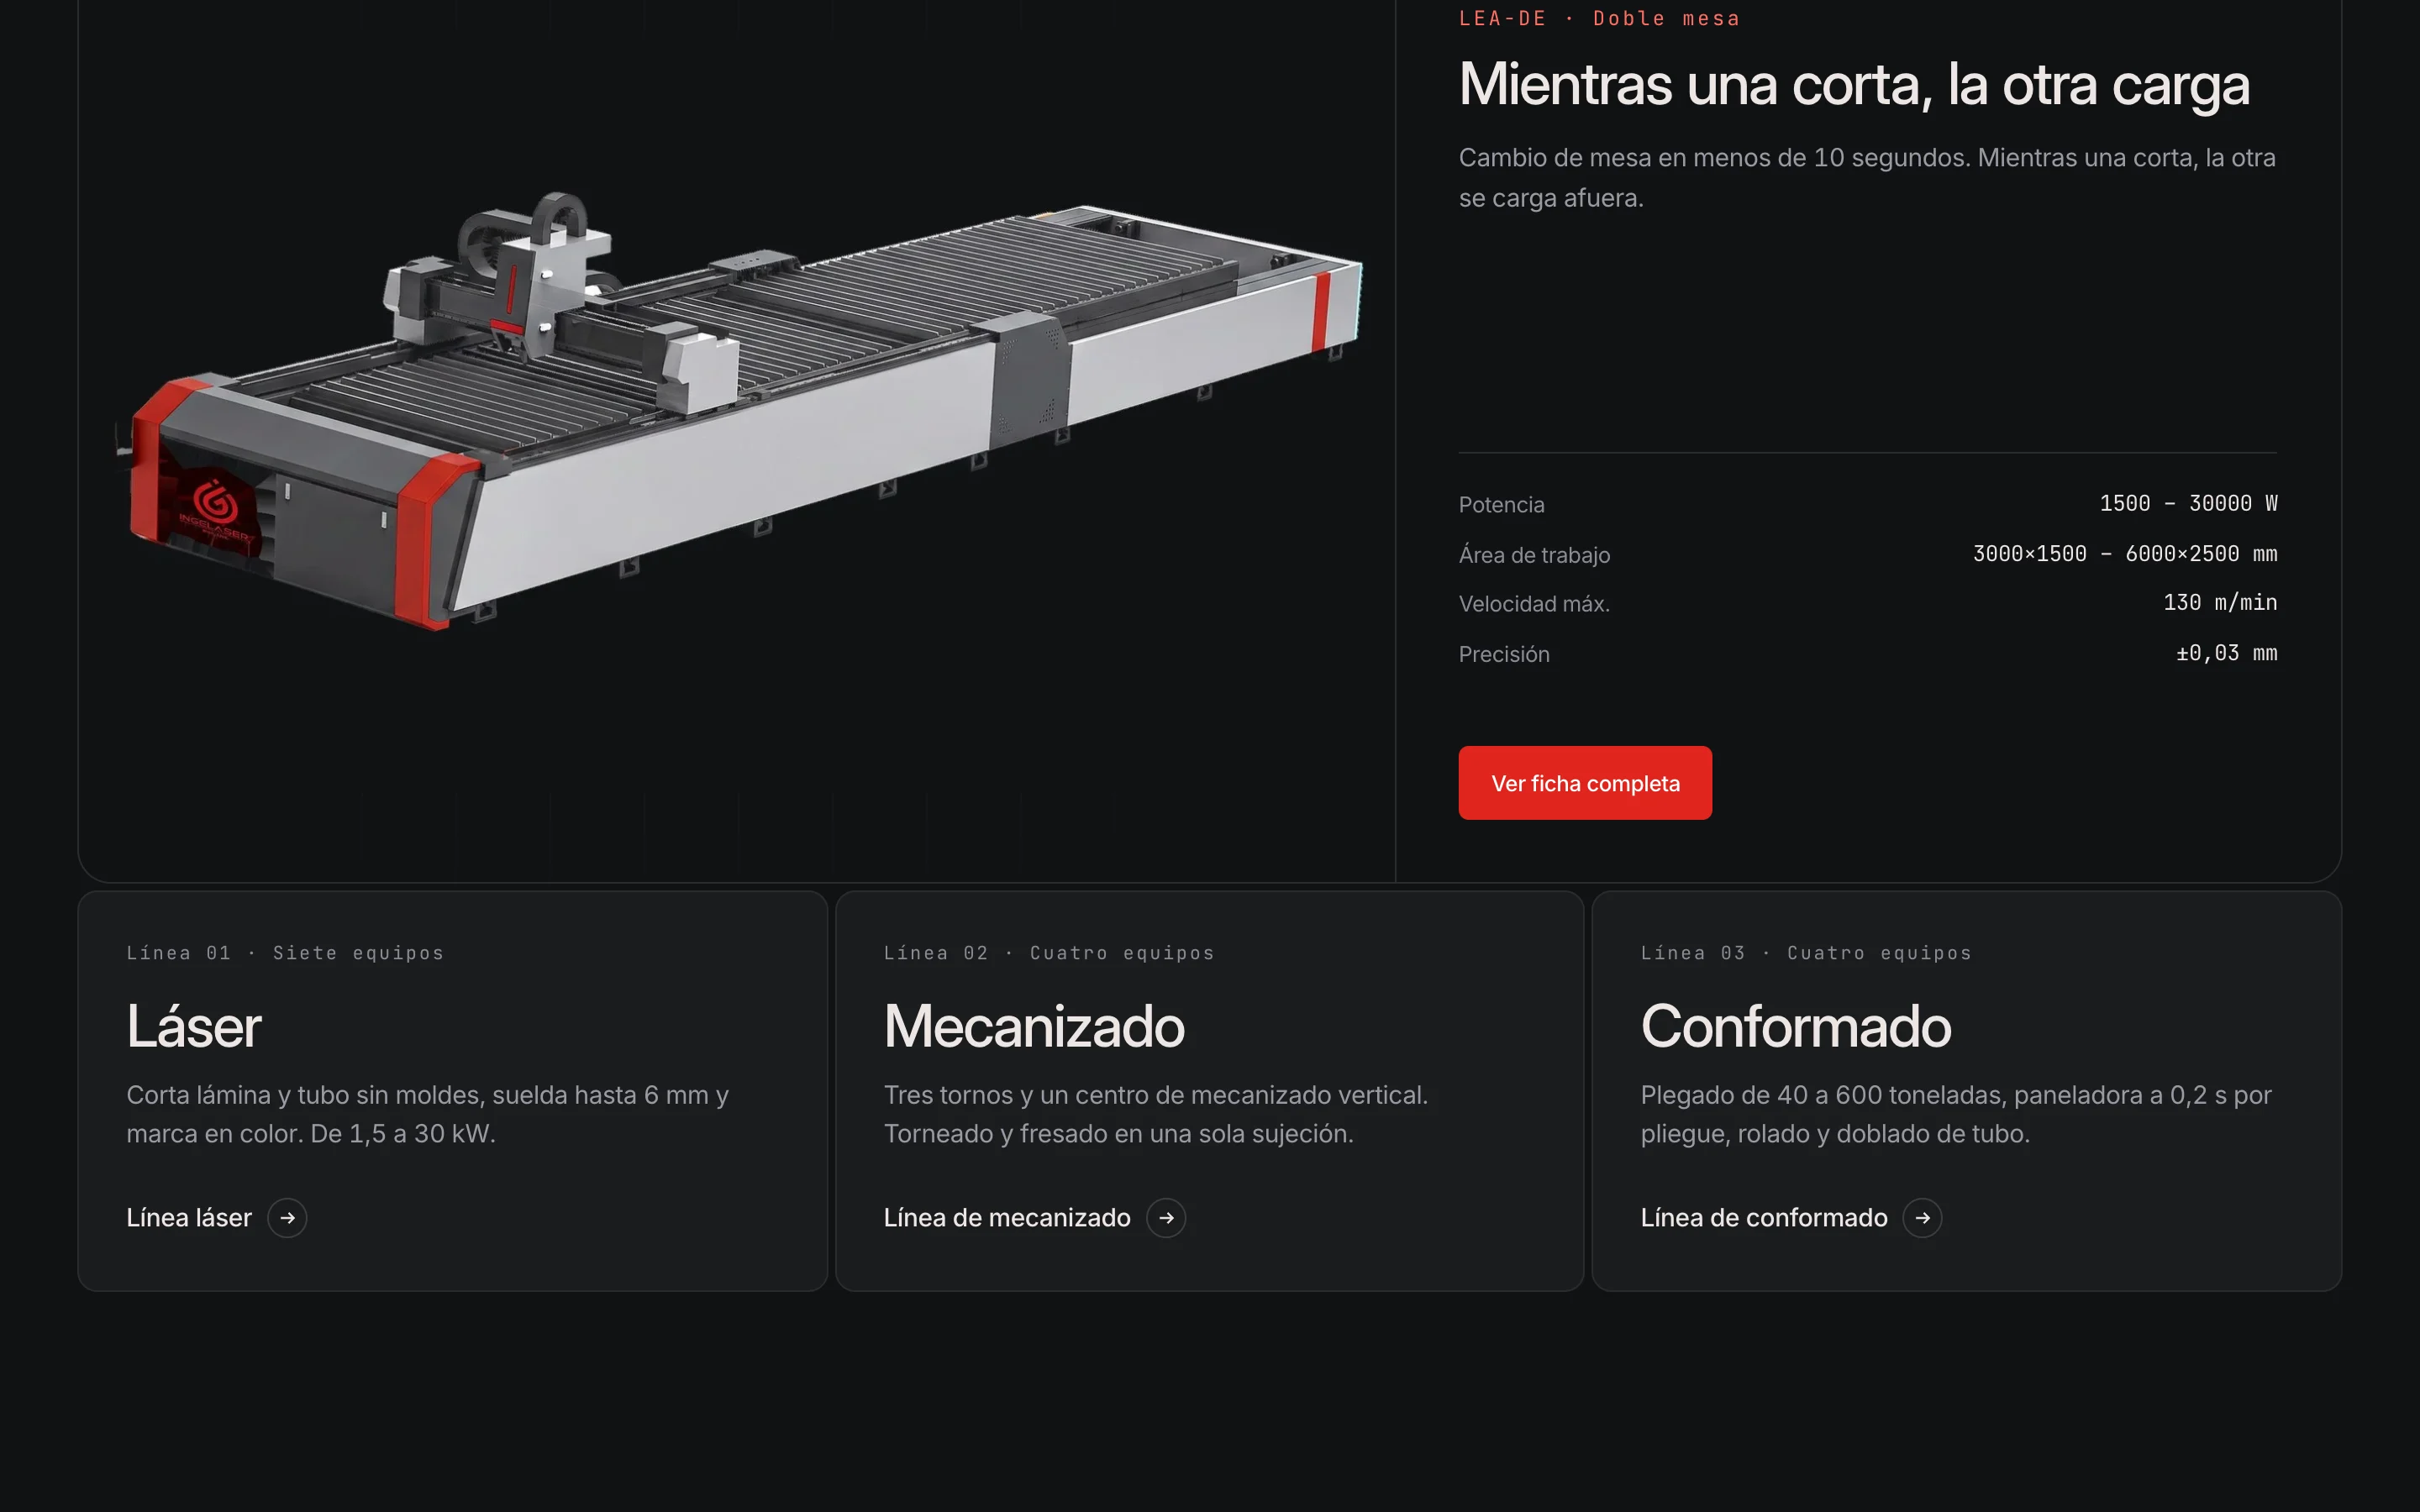 LEA-DE · Doble mesa
Mientras una corta, la otra carga
Cambio de mesa en menos de 10 segundos. Mientras una corta, la otra
se carga afuera.
INGELASER
Potencia 1500 – 30000 W
Área de trabajo 3000×1500 – 6000×2500 mm
Velocidad máx. 130 m/min
Precisión ±0,03 mm
Ver ficha completa
Línea 01 · Siete equipos
Láser
Corta lámina y tubo sin moldes, suelda hasta 6 mm y
marca en color. De 1,5 a 30 kW.
Línea láser
Línea 02 · Cuatro equipos
Mecanizado
Tres tornos y un centro de mecanizado vertical.
Torneado y fresado en una sola sujeción.
Línea de mecanizado
Línea 03 · Cuatro equipos
Conformado
Plegado de 40 a 600 toneladas, paneladora a 0,2 s por
pliegue, rolado y doblado de tubo.
Línea de conformado